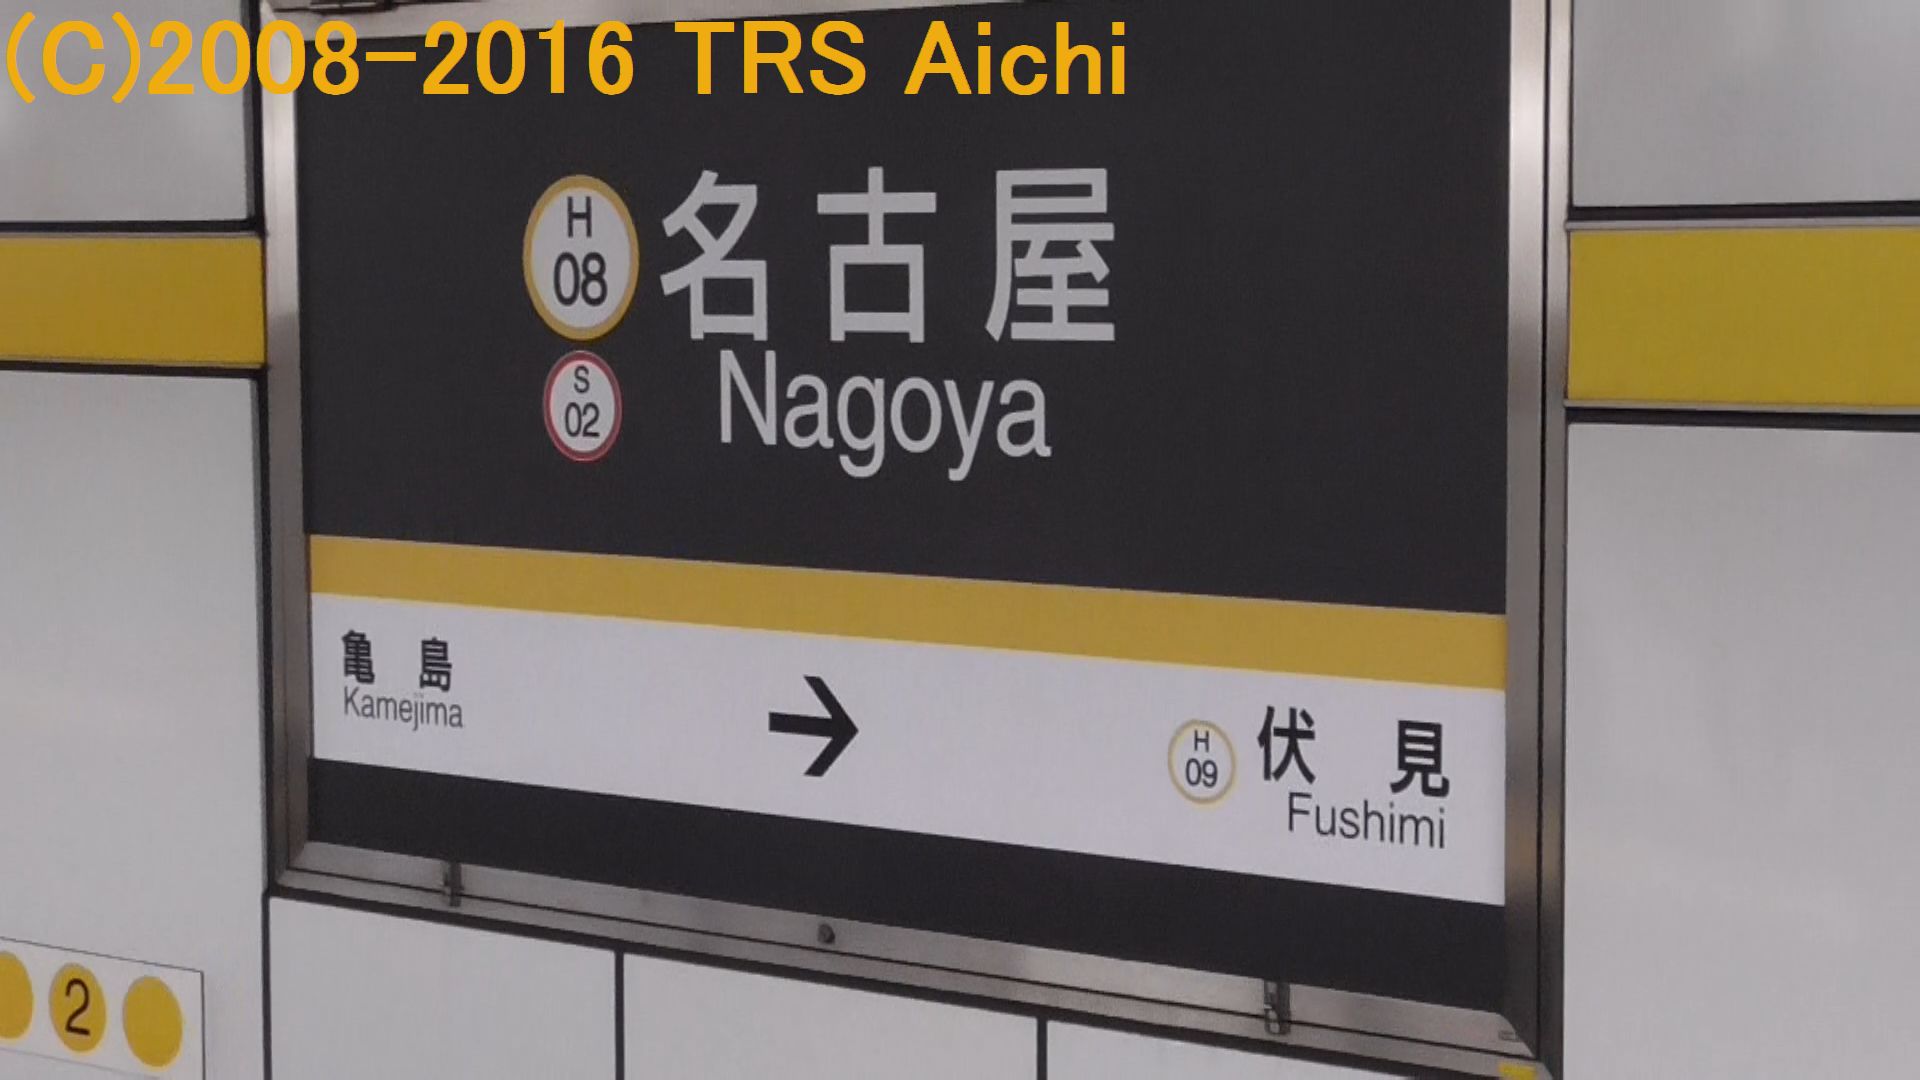 (C)2008-2016 TRS Aichi
H
08
名古屋
S
02
Nagoya
亀島
Kamejima
→
H
09
伏見
Fushimi
2